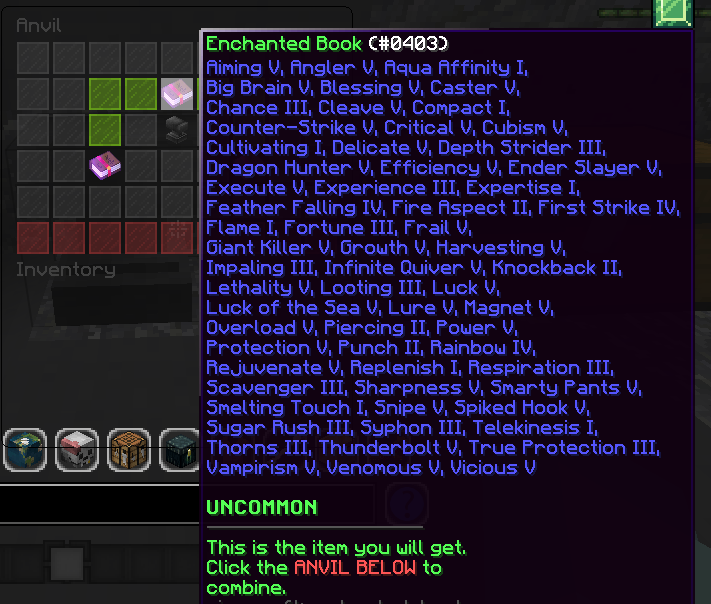 Anvil
Enchanted Book (#0403)
Aiming V, Angler V, Aqua Affinity I,
Big Brain V, Blessing V, Caster V,
Chance III, Cleave V, Compact I,
Counter-Strike V, Critical V, Cubism V,
Cultivating I, Delicate V, Depth Strider III,
Dragon Hunter V, Efficiency V, Ender Slayer V,
Execute V, Experience III, Expertise I,
Feather Falling IV, Fire Aspect II, First Strike IV,
Flame I, Fortune III, Frail V,
Giant Killer V, Growth V, Harvesting V,
Impaling III, Infinite Quiver V, Knockback II,
Lethality V, Looting III, Luck V,
Luck of the Sea V, Lure V, Magnet V,
Overload V, Piercing II, Power V,
Protection V, Punch II, Rainbow IV,
Rejuvenate V, Replenish I, Respiration III,
Scavenger III, Sharpness V, Smarty Pants V,
Smelting Touch I, Snipe V, Spiked Hook V,
Sugar Rush III, Syphon III, Telekinesis I,
Thorns III, Thunderbolt V, True Protection III,
Vampirism V, Venomous V, Vicious V
UNCOMMON
This is the item you will get.
Click the ANVIL BELOW to
combine.
Inventory